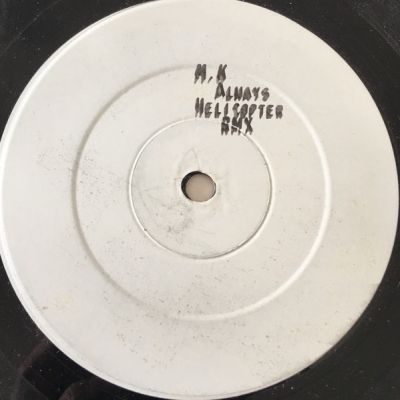 M,K
ALWAYS
HELICOPTER
RMX